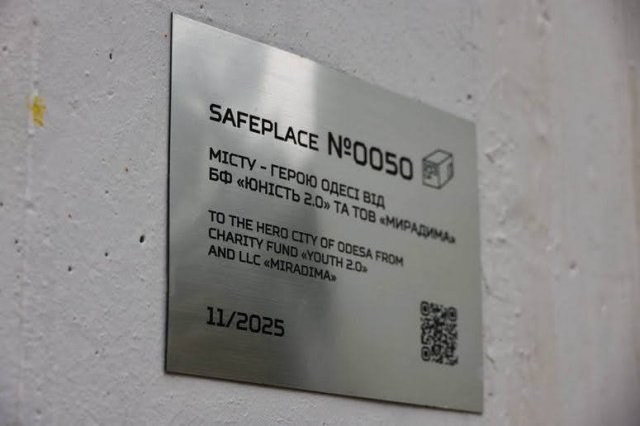 SAFEPLACE №0050
МІСТУ - ГЕРОЮ ОДЕСІ ВІД
БФ «ЮНІСТЬ 2.0» ТА ТОВ «МИРАДИМА»
TO THE HERO CITY OF ODESA FROM
CHARITY FUND «YOUTH 2.0»
AND LLC «MIRADIMA»
11/2025